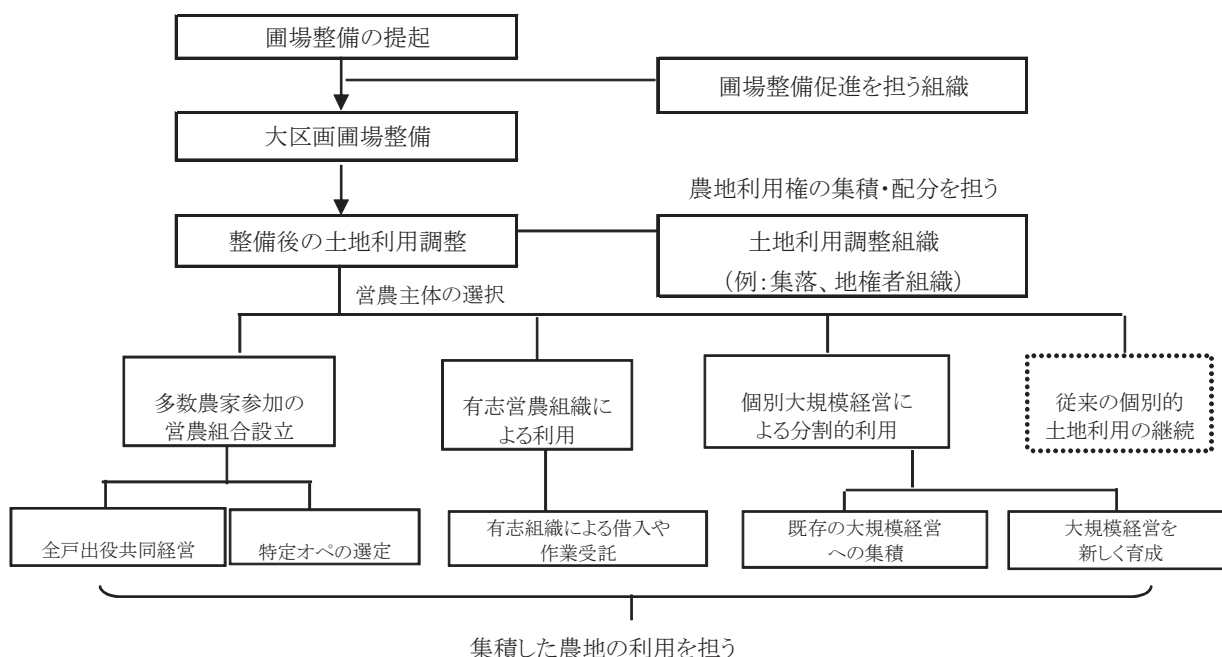 圃場整備の提起
圃場整備促進を担う組織
大区画圃場整備
農地利用権の集積・配分を担う
整備後の土地利用調整
土地利用調整組織
（例：集落、地権者組織）
営農主体の選択
多数農家参加の
営農組合設立
有志営農組織に
よる利用
個別大規模経営に
よる分割的利用
従来の個別的
土地利用の継続
全戸出役共同経営
特定オペの選定
有志組織による借入や
作業受託
既存の大規模経営
への集積
大規模経営を
新しく育成
集積した農地の利用を担う